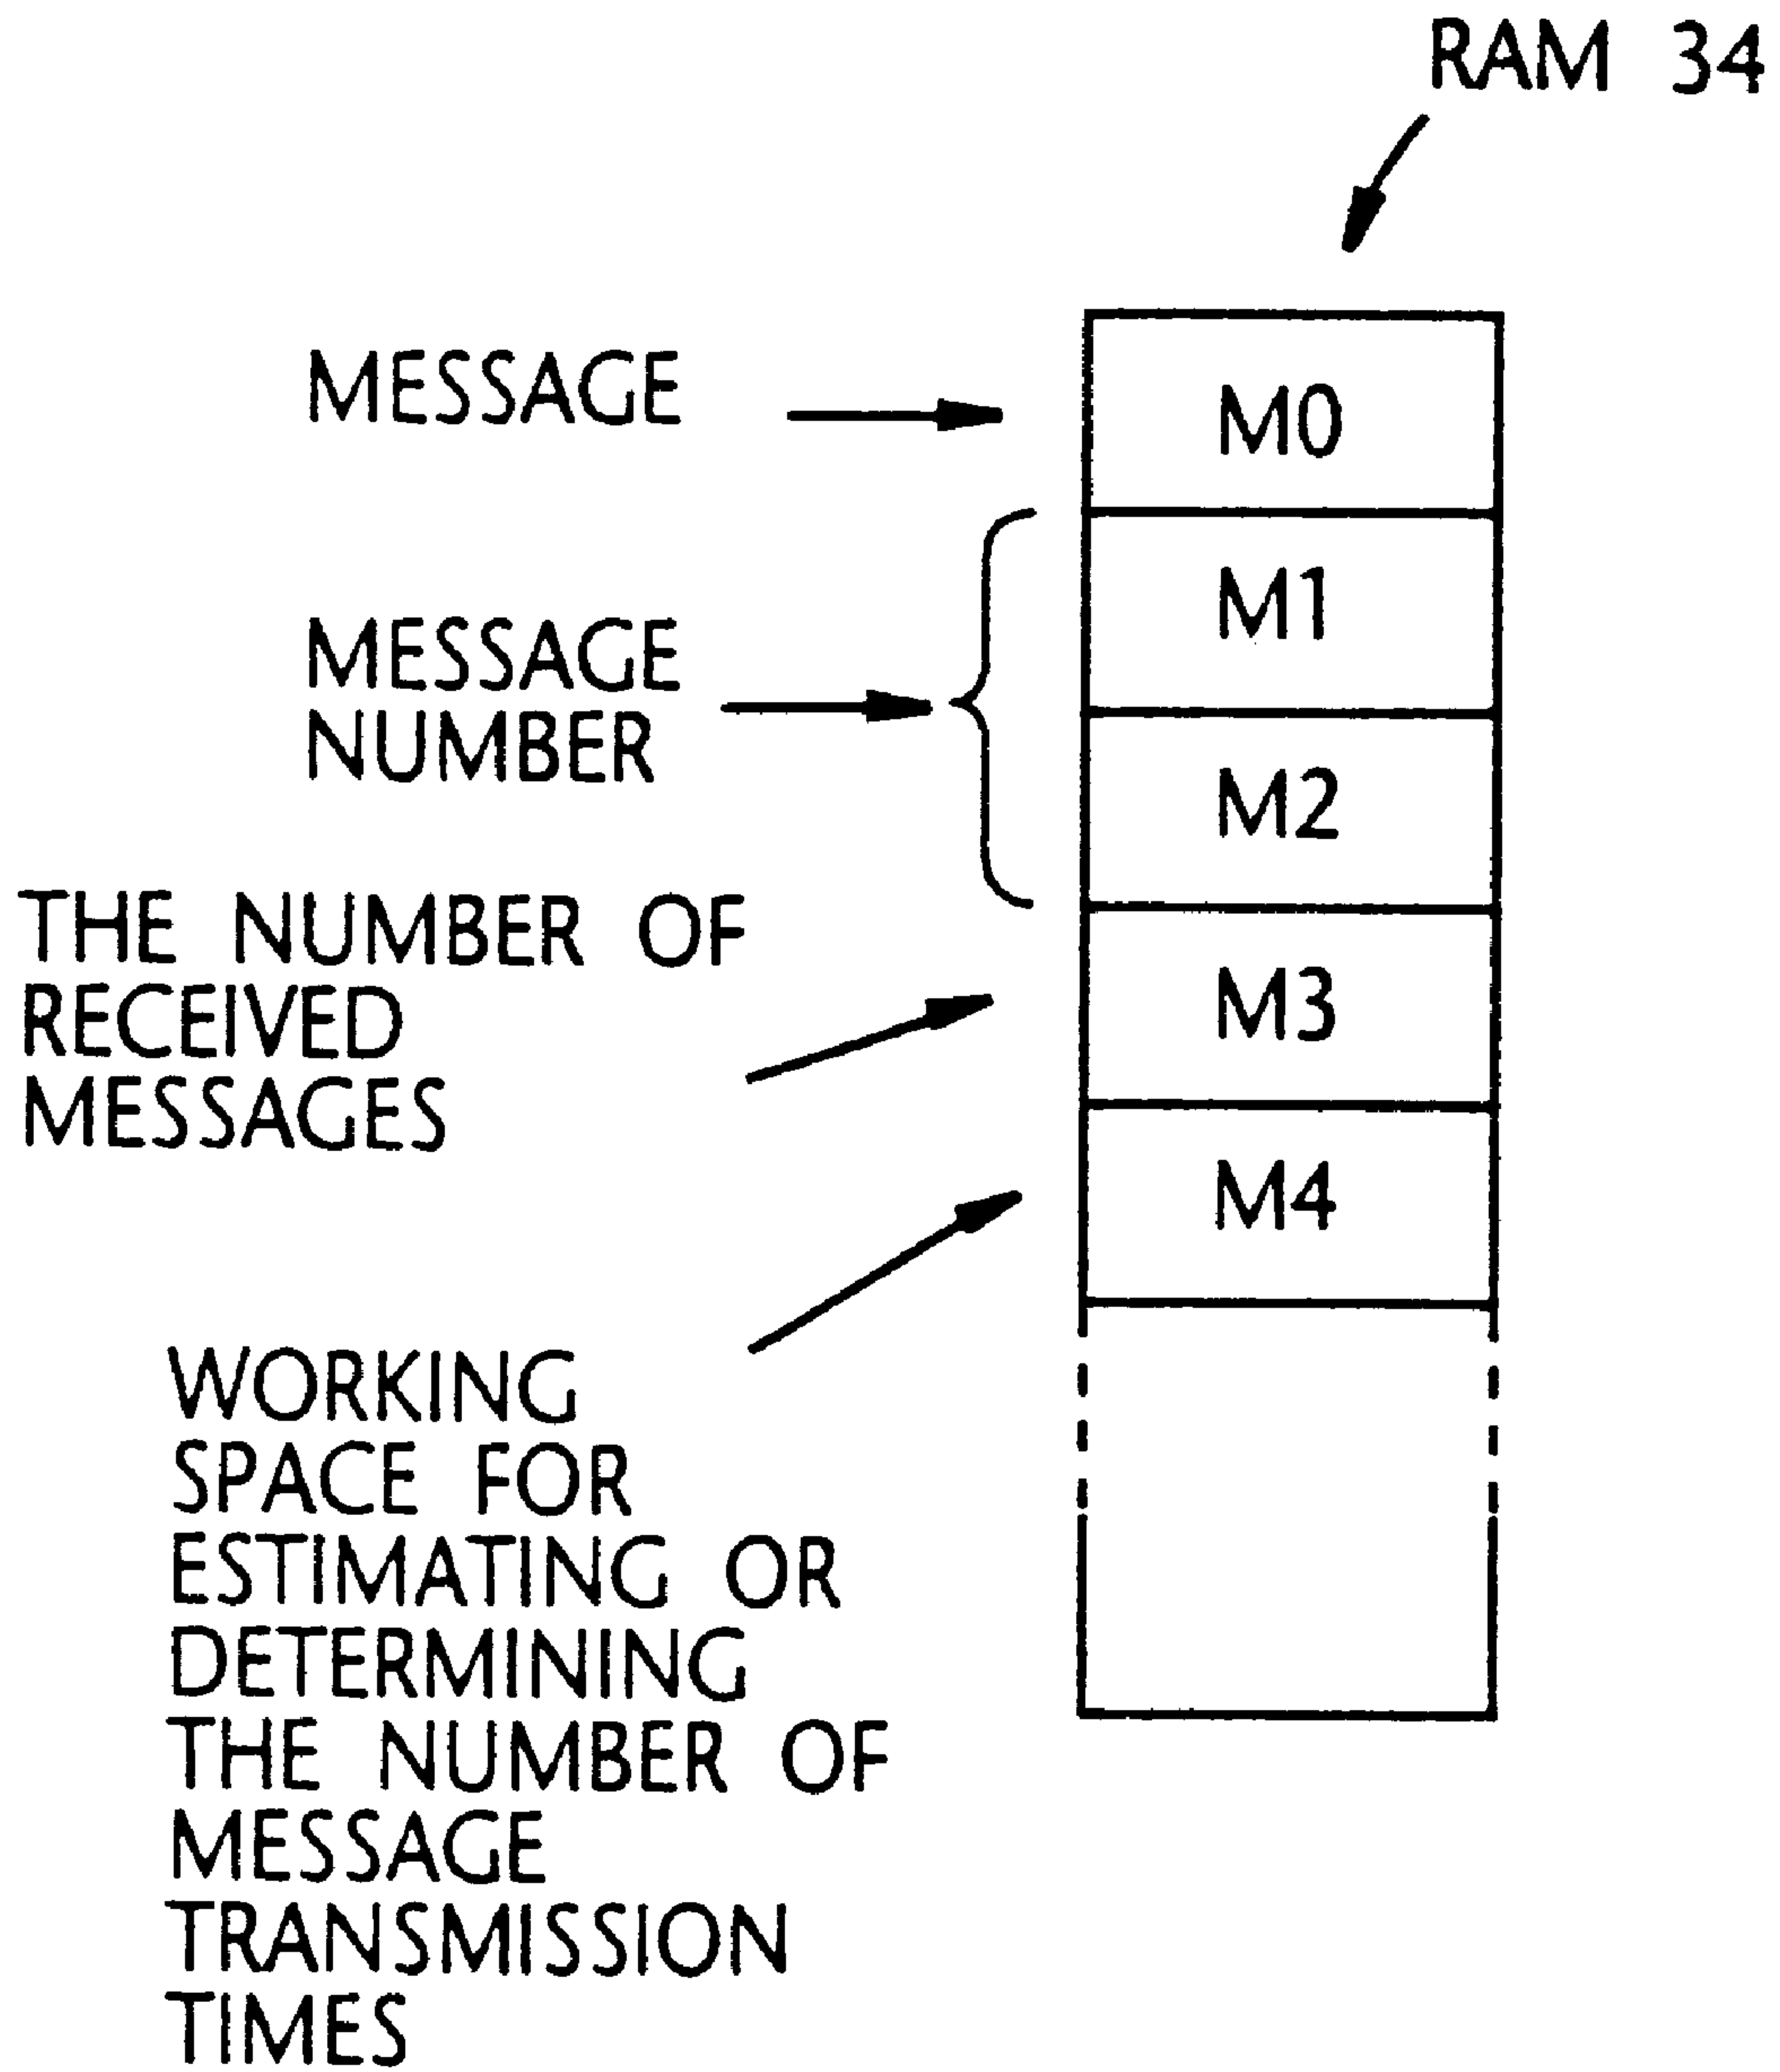 RAM 34
MESSAGE
M0
MESSAGE
NUMBER
M1
M2
THE NUMBER OF
RECEIVED
MESSAGES
M3
M4
WORKING
SPACE FOR
ESTIMATING OR
DETERMINING
THE NUMBER OF
MESSAGE
TRANSMISSION
TIMES